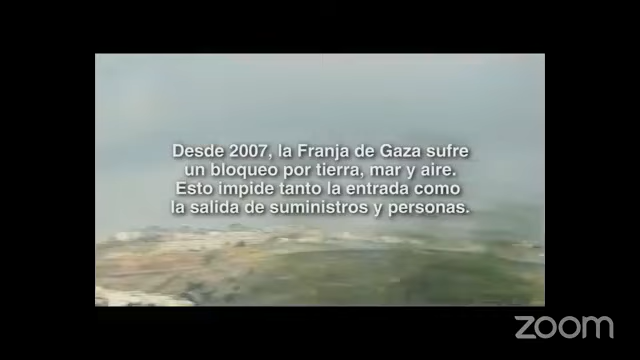 Desde 2007, la Franja de Gaza sufre
un bloqueo por tierra, mar y aire.
Esto impide tanto la entrada como
la salida de suministros y personas.
zoom